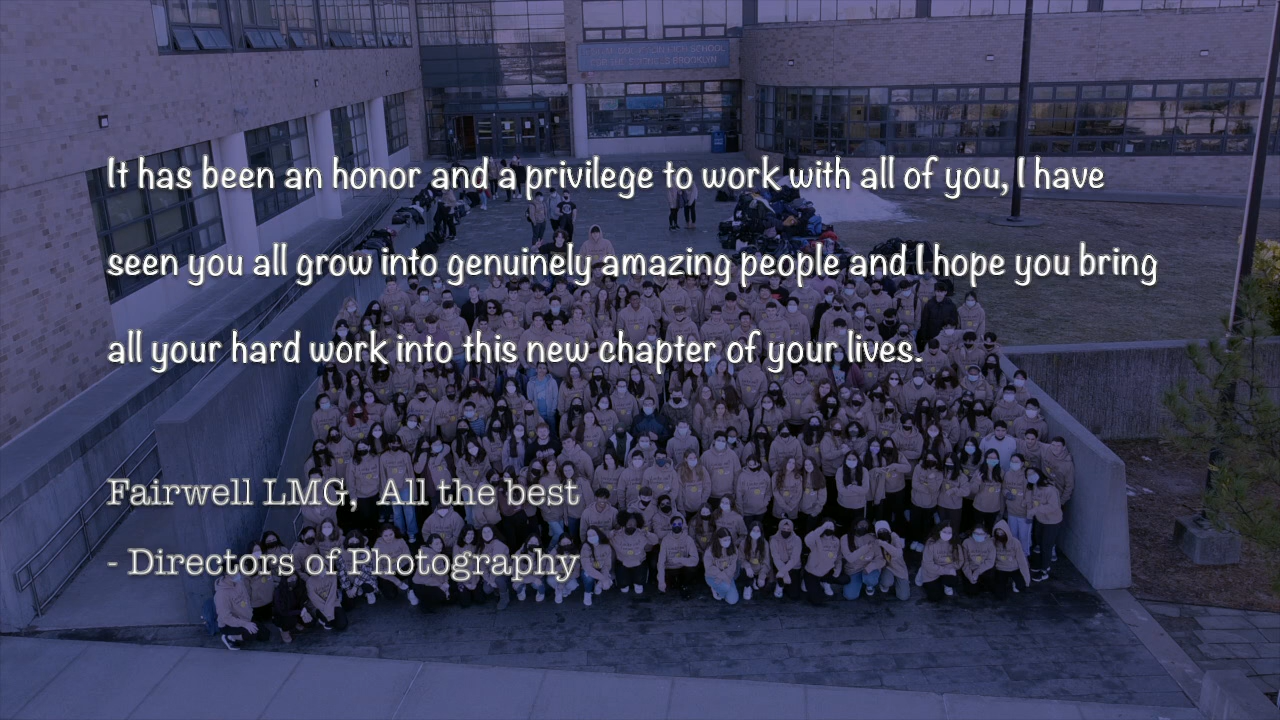 It has been an honor and a privilege to work with all of you, I have
seen you all grow into genuinely amazing people and I hope you bring
all your hard work into this new chapter of your lives.
Fairwell LMG, All the best
- Directors of Photography